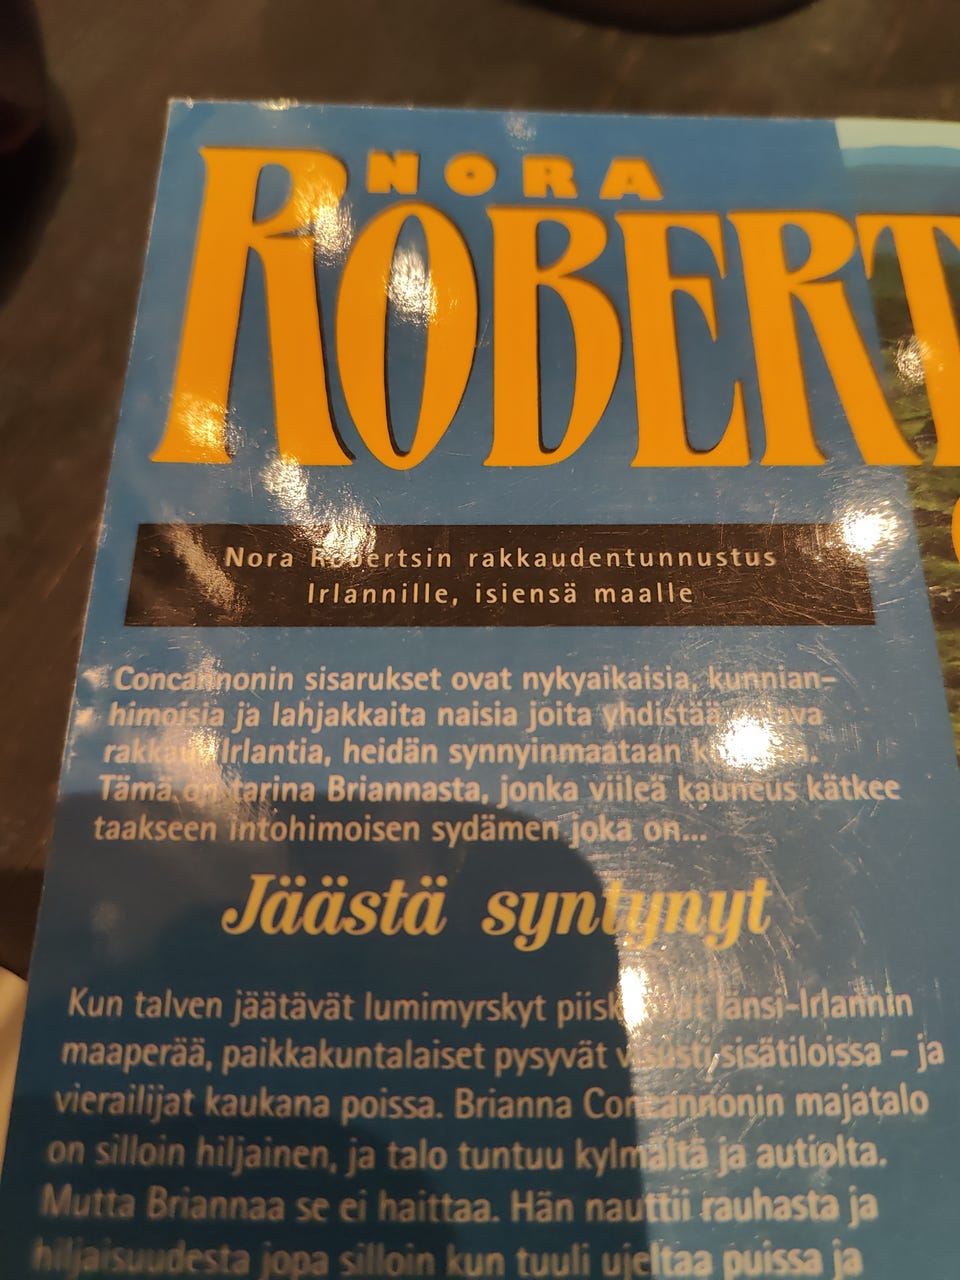 NORA
ROBERT
Nora Robertsin rakkaudentunnustus
Irlannille, isiensä maalle
Concannonin sisarukset ovat nykyaikaisia, kunnian-
himoisia ja lahjakkaita naisia joita yhdistää
Irlantia, heidän synnyinmaataan
Tämä on tarina Briannasta, jonka viileä kauneus kätkee
taakseen intohimoisen sydämen joka on...
Jäästä syntynyt
Kun talven jäätävät lumimyrskyt länsi-Irlannin
maaperää, paikkakuntalaiset pysyvät visusti sisätiloissa – ja
vierailijat kaukana poissa. Brianna Concannonin majatalo
on silloin hiljainen, ja talo tuntuu kylmältä ja autiolta.
Mutta Briannaa se ei haittaa. Hän nauttii rauhasta ja
hiljaisuudesta jopa silloin kun tuuli ujeltaa puissa ja